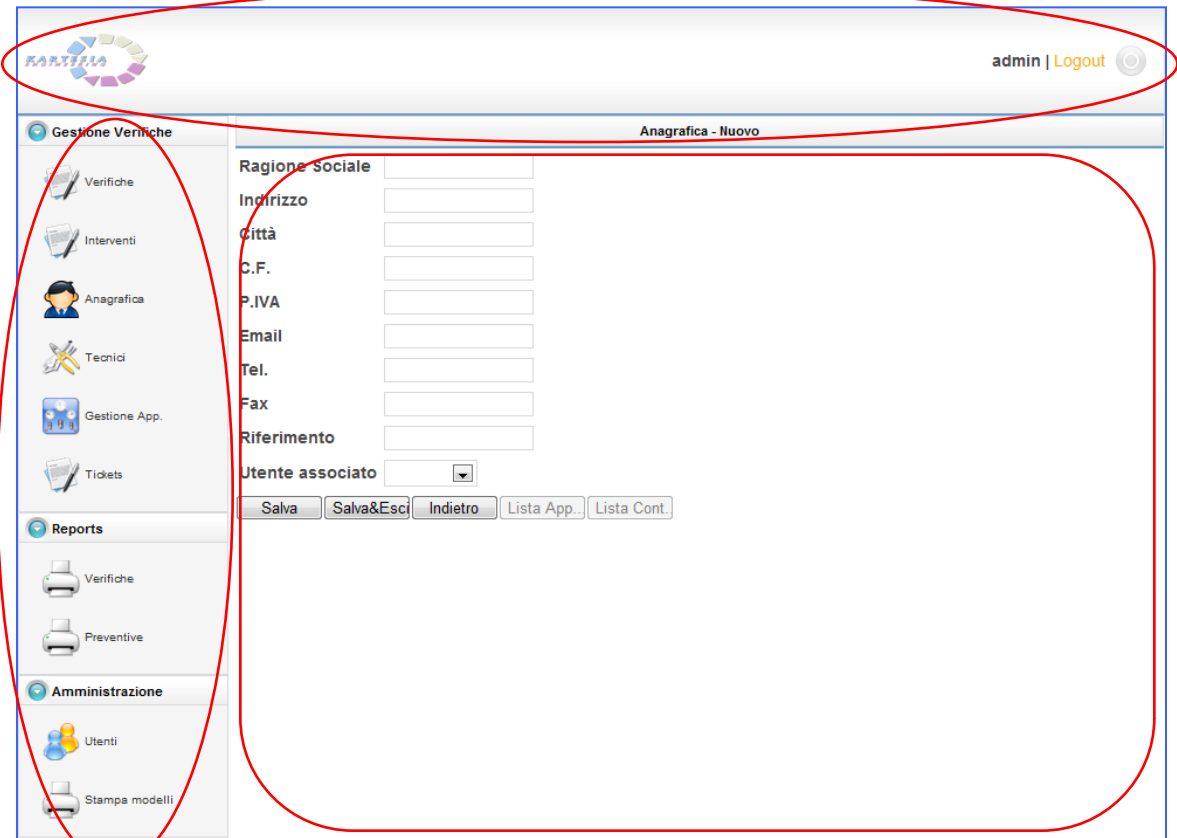 KARTESIA
admin | Logout
Gestione Verifiche
Anagrafica - Nuovo
Verifiche
Interventi
Anagrafica
Tecnici
Gestione App.
Tickets
Reports
Verifiche
Preventive
Amministrazione
Utenti
Stampa modelli
Ragione Sociale
Indirizzo
Città
C.F.
P.IVA
Email
Tel.
Fax
Riferimento
Utente associato
Salva Salva&Esci Indietro Lista App... Lista Cont...